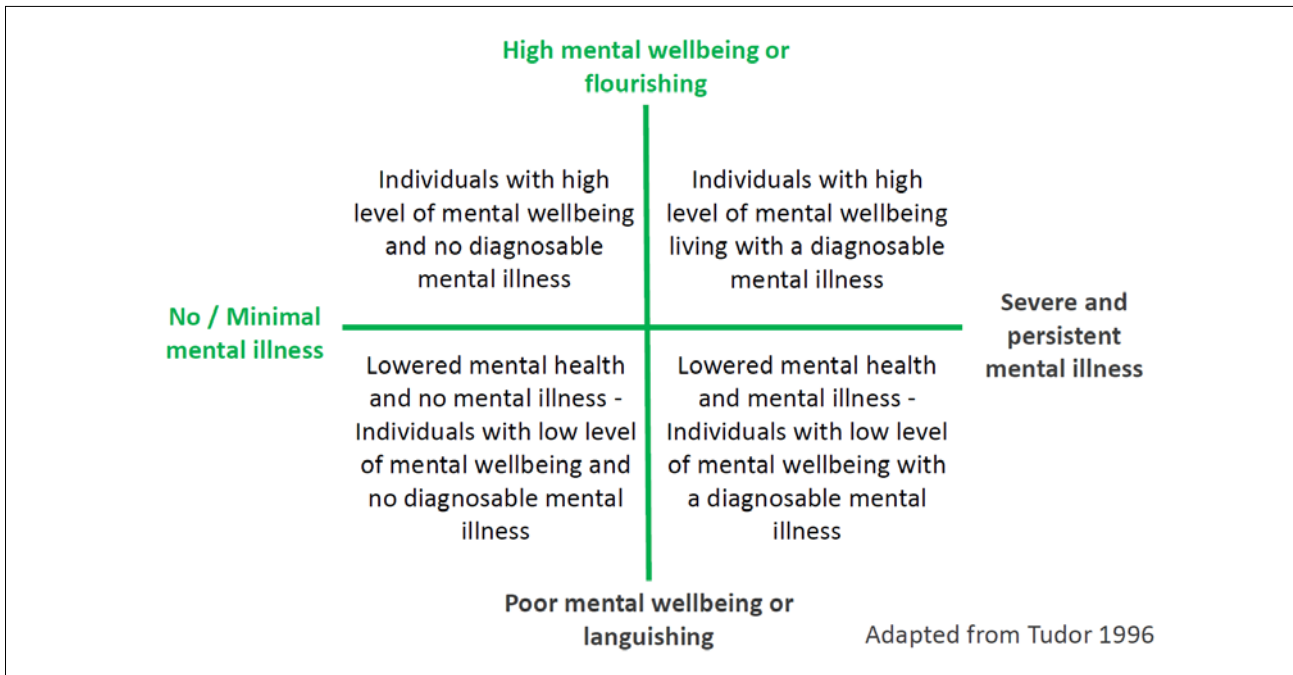 High mental wellbeing or
flourishing
Individuals with high
level of mental wellbeing
and no diagnosable
mental illness
Individuals with high
level of mental wellbeing
living with a diagnosable
mental illness
No / Minimal
mental illness
Severe and
persistent
mental illness
Lowered mental health
and no mental illness -
Individuals with low level
of mental wellbeing and
no diagnosable mental
illness
Lowered mental health
and mental illness -
Individuals with low level
of mental wellbeing with
a diagnosable mental
illness
Poor mental wellbeing or
languishing
Adapted from Tudor 1996